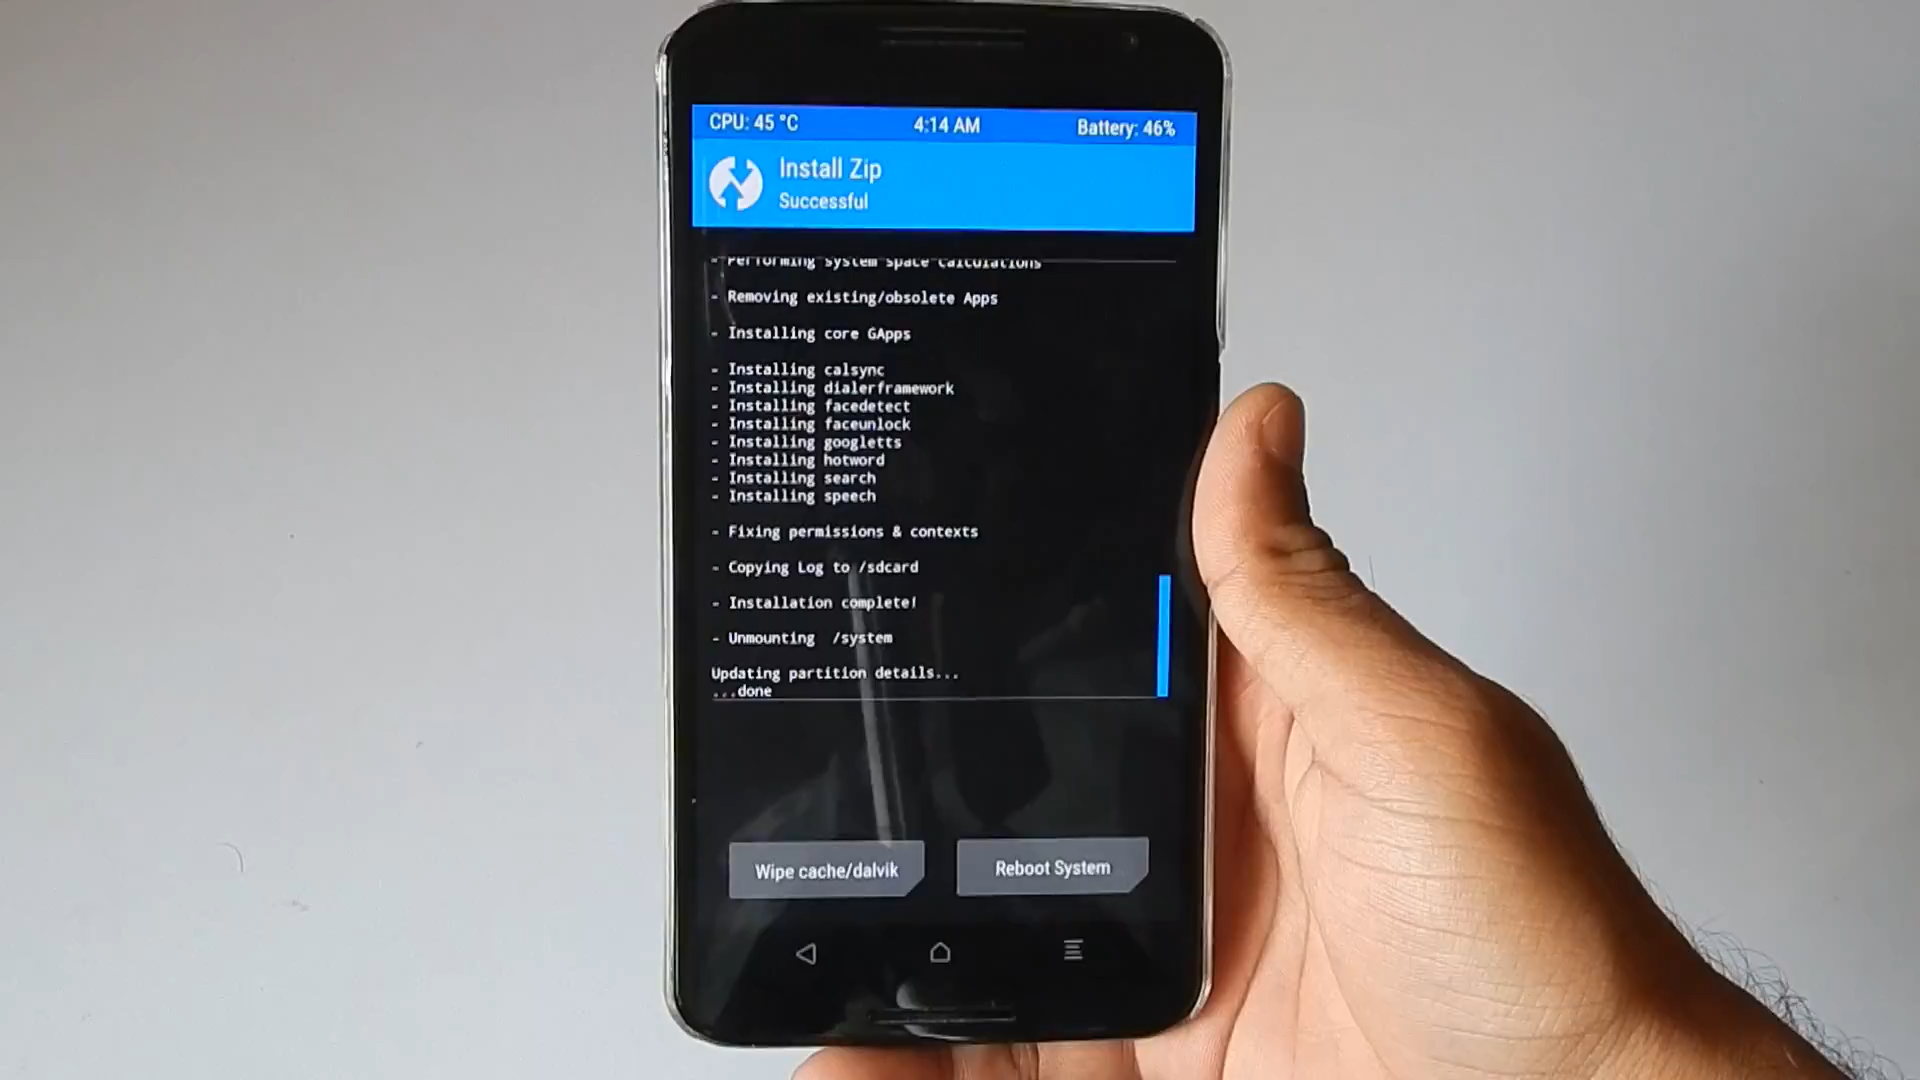 CPU: 45 °C 4:14 AM Battery: 46%
Install Zip
Successful
- Performing system space calculations
- Removing existing/obsolete Apps
- Installing core GApps
- Installing calsync
- Installing dialerframework
- Installing facedetect
- Installing faceunlock
- Installing googletts
- Installing hotword
- Installing search
- Installing speech
- Fixing permissions & contexts
- Copying Log to /sdcard
- Installation complete!
- Unmounting /system
Updating partition details...
...done
Wipe cache/dalvik Reboot System